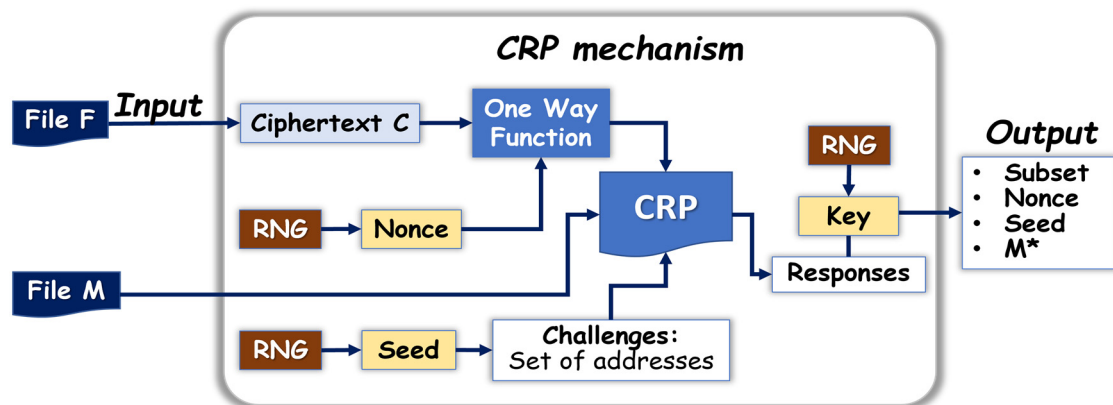 CRP mechanism
File F
Input
Ciphertext C
One Way
Function
RNG
Nonce
CRP
RNG
Key
Responses
Output
• Subset
• Nonce
• Seed
• M*
File M
RNG
Seed
Challenges:
Set of addresses